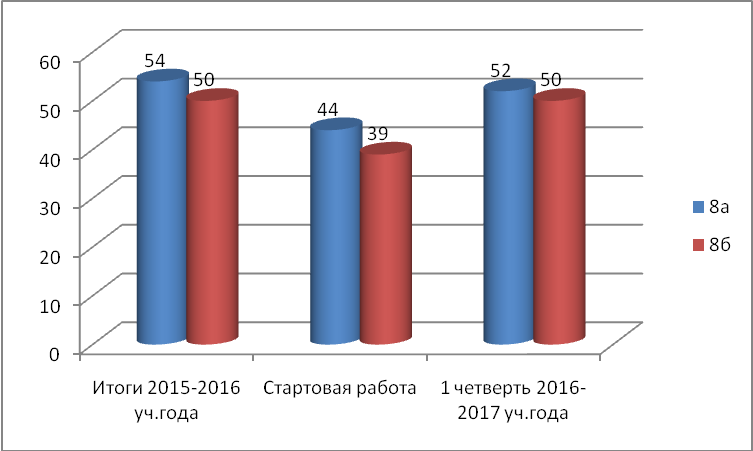 60
50
40
30
20
10
0
54
50
44
39
52
50
Итоги 2015-2016
уч.года
Стартовая работа
1 четверть 2016-
2017 уч.года
8а
8б